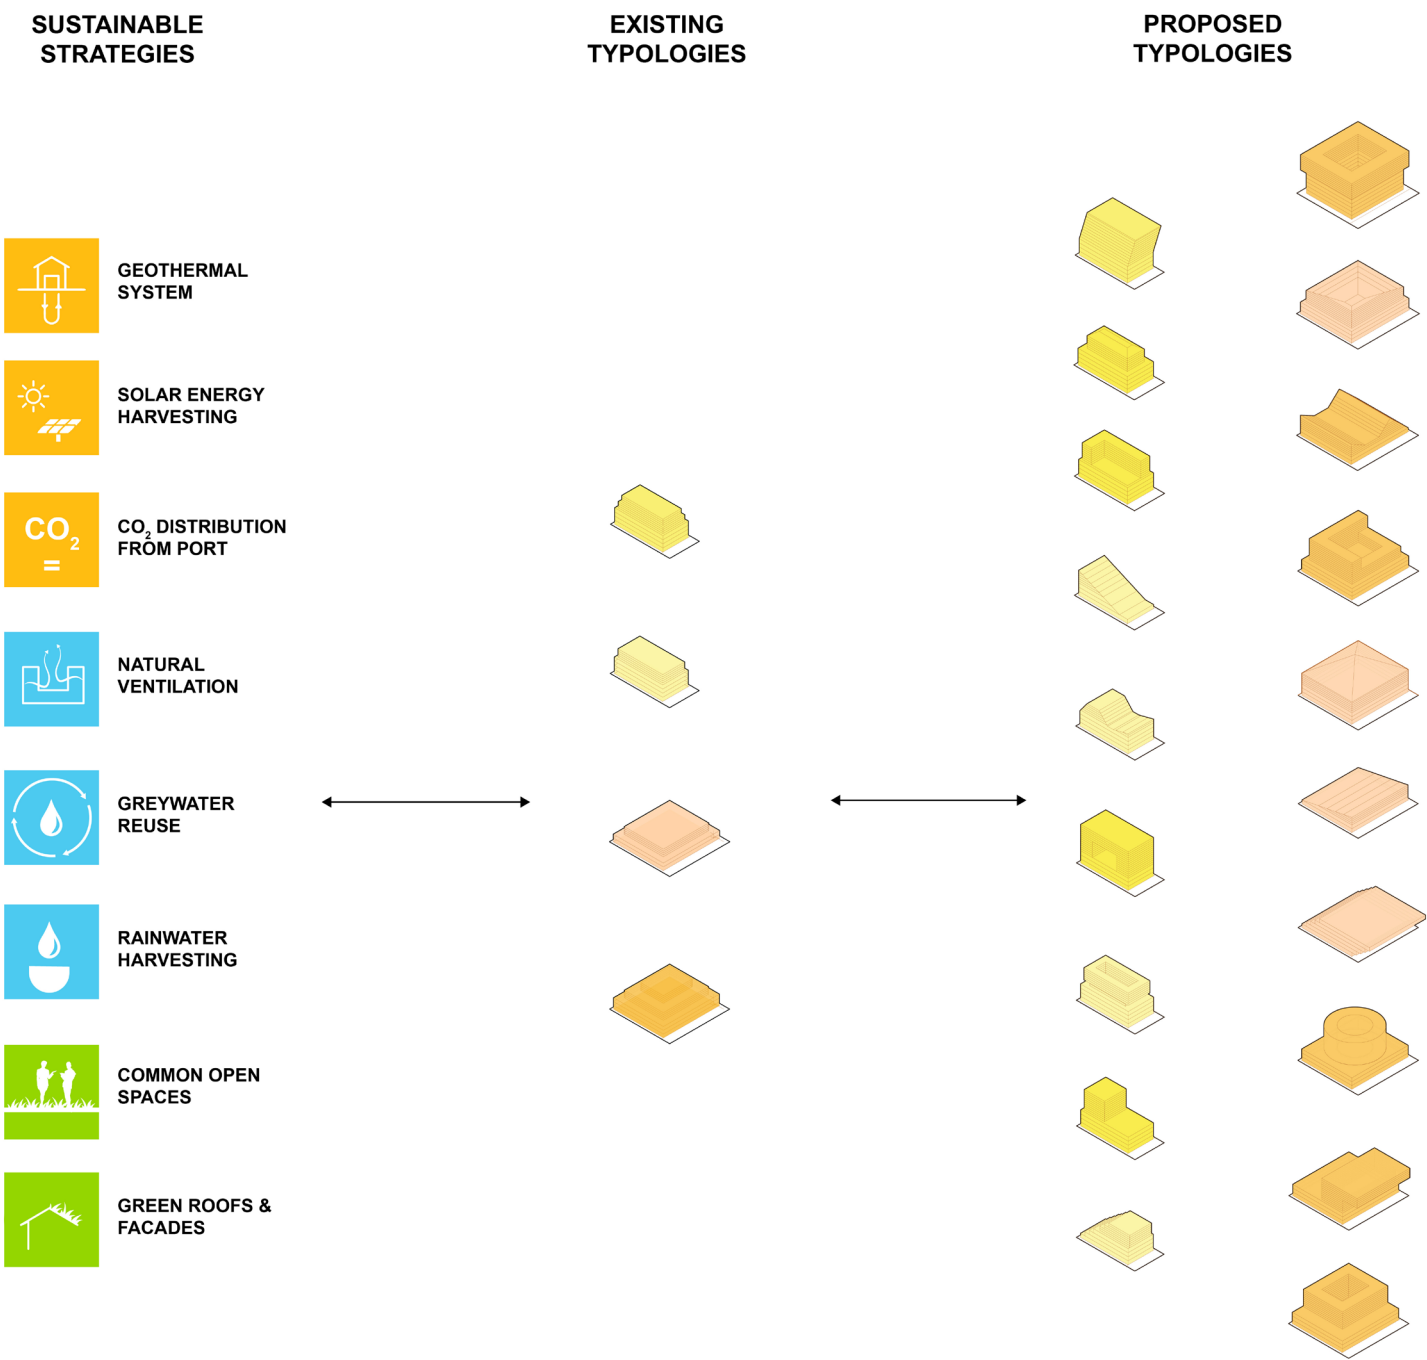 SUSTAINABLE
STRATEGIES
EXISTING
TYPOLOGIES
PROPOSED
TYPOLOGIES
GEOTHERMAL
SYSTEM
SOLAR ENERGY
HARVESTING
CO₂
=
CO₂ DISTRIBUTION
FROM PORT
NATURAL
VENTILATION
GREYWATER
REUSE
RAINWATER
HARVESTING
COMMON OPEN
SPACES
GREEN ROOFS &
FACADES